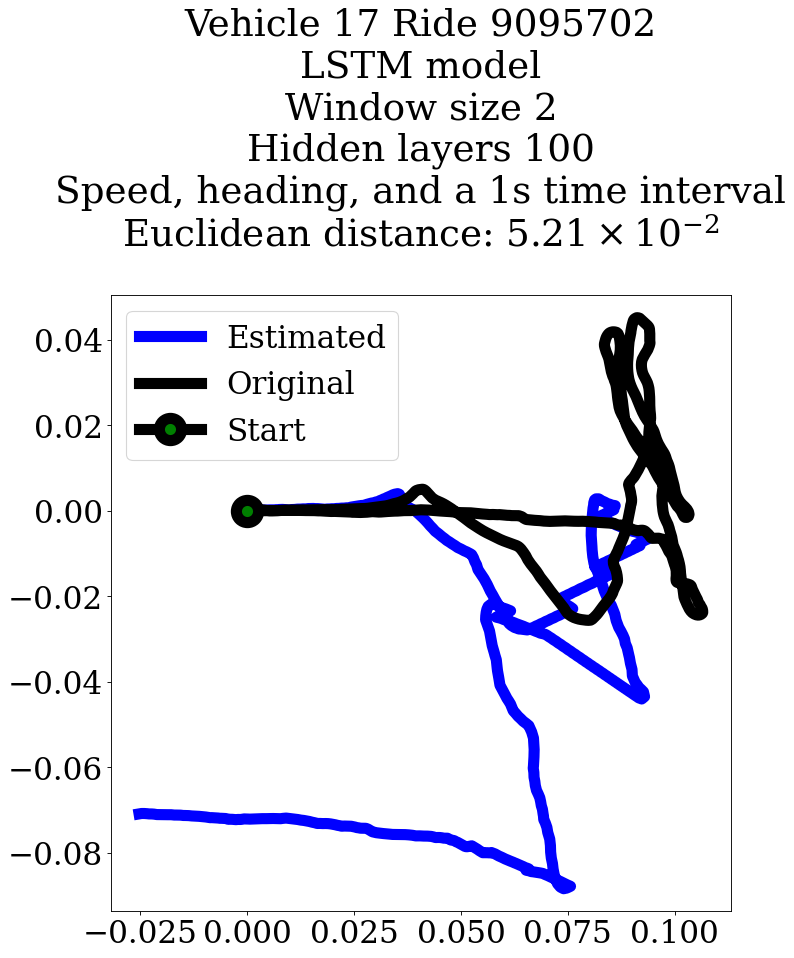 Vehicle 17 Ride 9095702
LSTM model
Window size 2
Hidden layers 100
Speed, heading, and a 1s time interval
Euclidean distance: 5.21 × 10⁻²
Estimated
Original
Start
0.04
0.02
0.00
−0.02
−0.04
−0.06
−0.08
−0.025 0.000 0.025 0.050 0.075 0.100